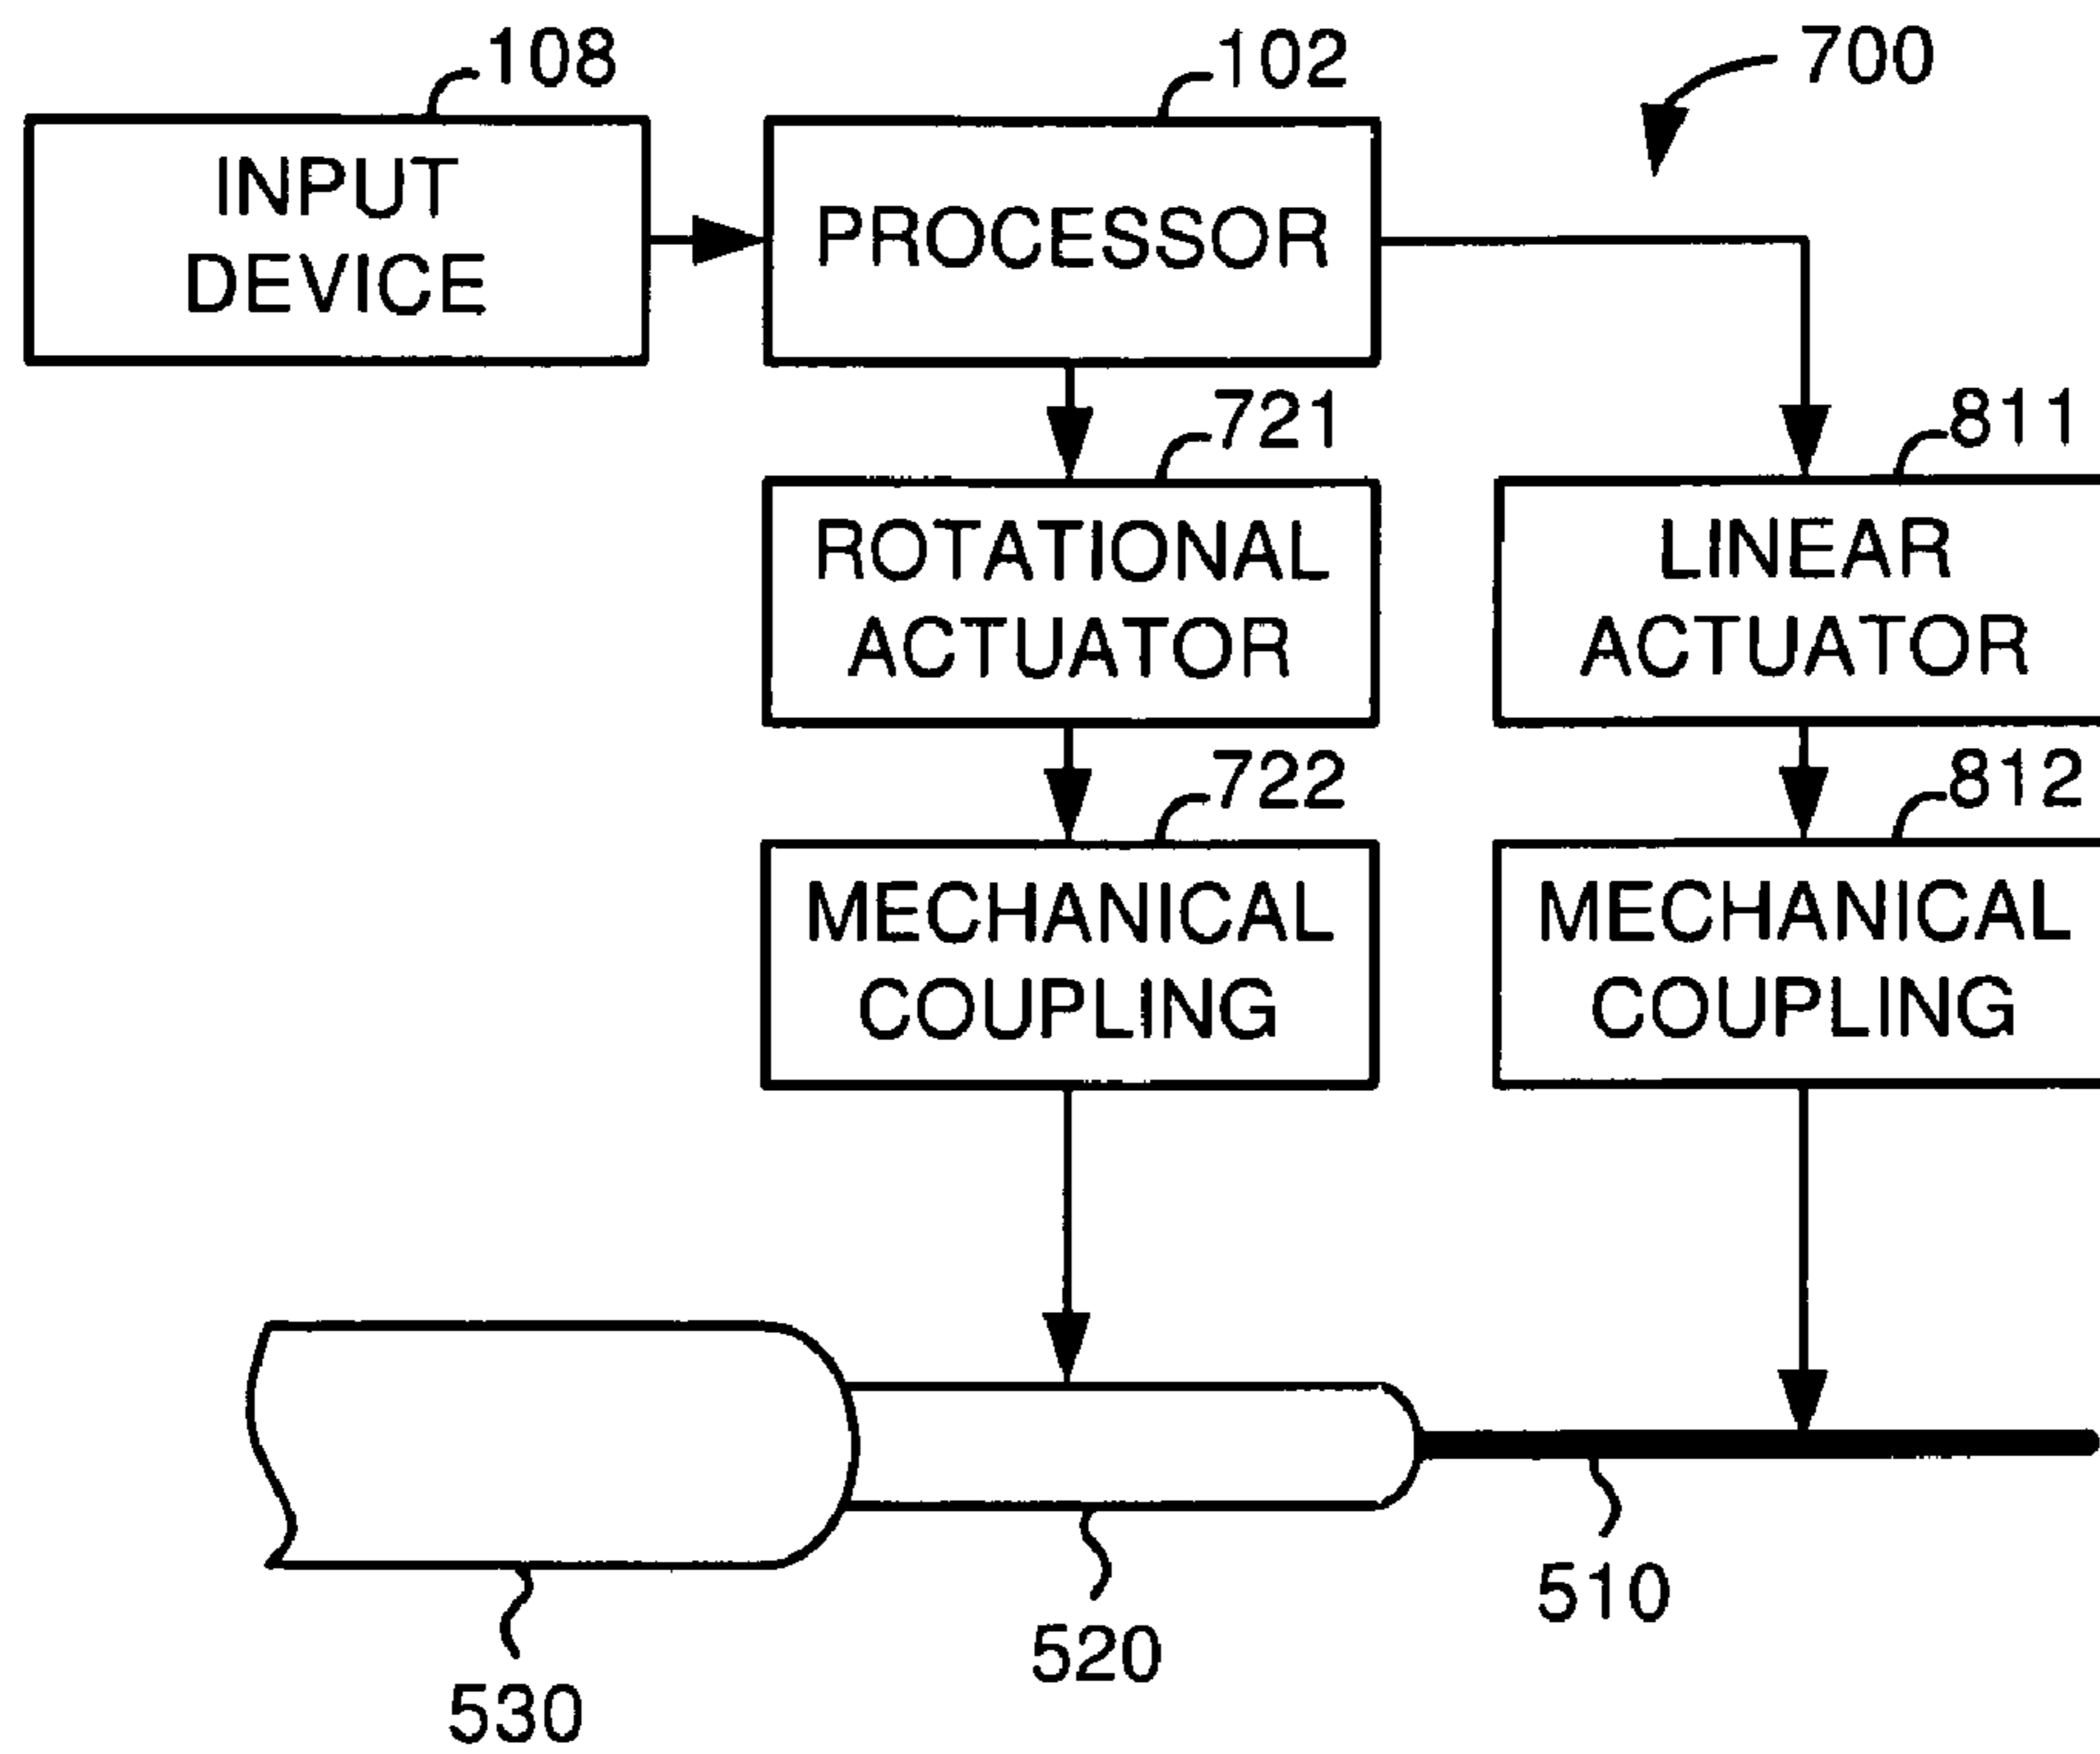 108
102
700
INPUT
DEVICE
PROCESSOR
721
811
ROTATIONAL
ACTUATOR
LINEAR
ACTUATOR
722
812
MECHANICAL
COUPLING
MECHANICAL
COUPLING
510
520
530